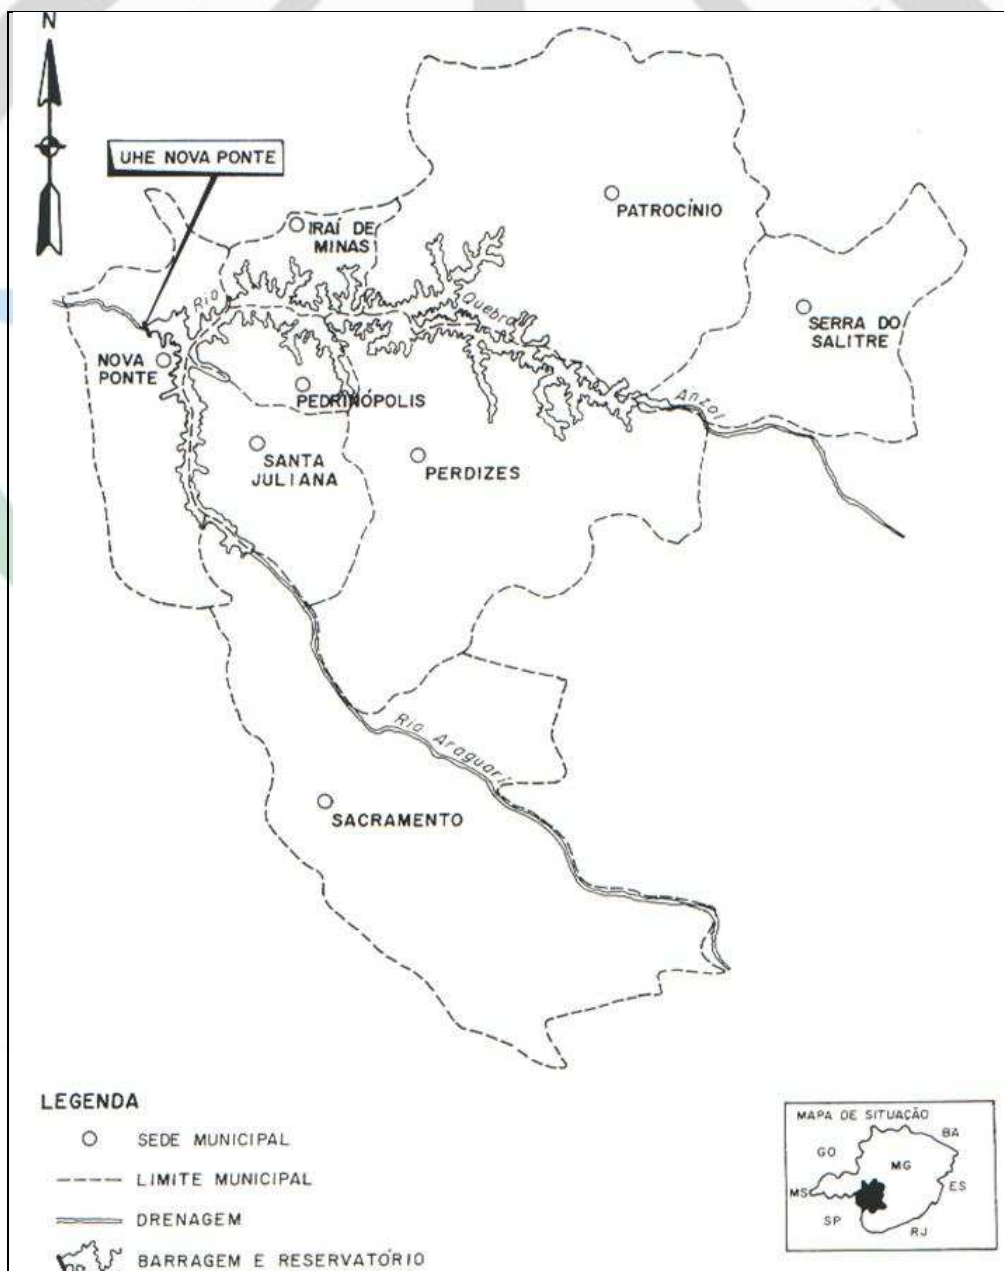 N
UHE NOVA PONTE
IRAÍ DE
MINAS
PATROCÍNIO
Rio
Quebra
SERRA DO
SALITRE
NOVA
PONTE
PEDRINÓPOLIS
Anzol
SANTA
JULIANA
PERDIZES
Rio Araguari
SACRAMENTO
LEGENDA
SEDE MUNICIPAL
LIMITE MUNICIPAL
DRENAGEM
BARRAGEM E RESERVATÓRIO
MAPA DE SITUAÇÃO
GO
BA
MG
MS
ES
SP
RJ